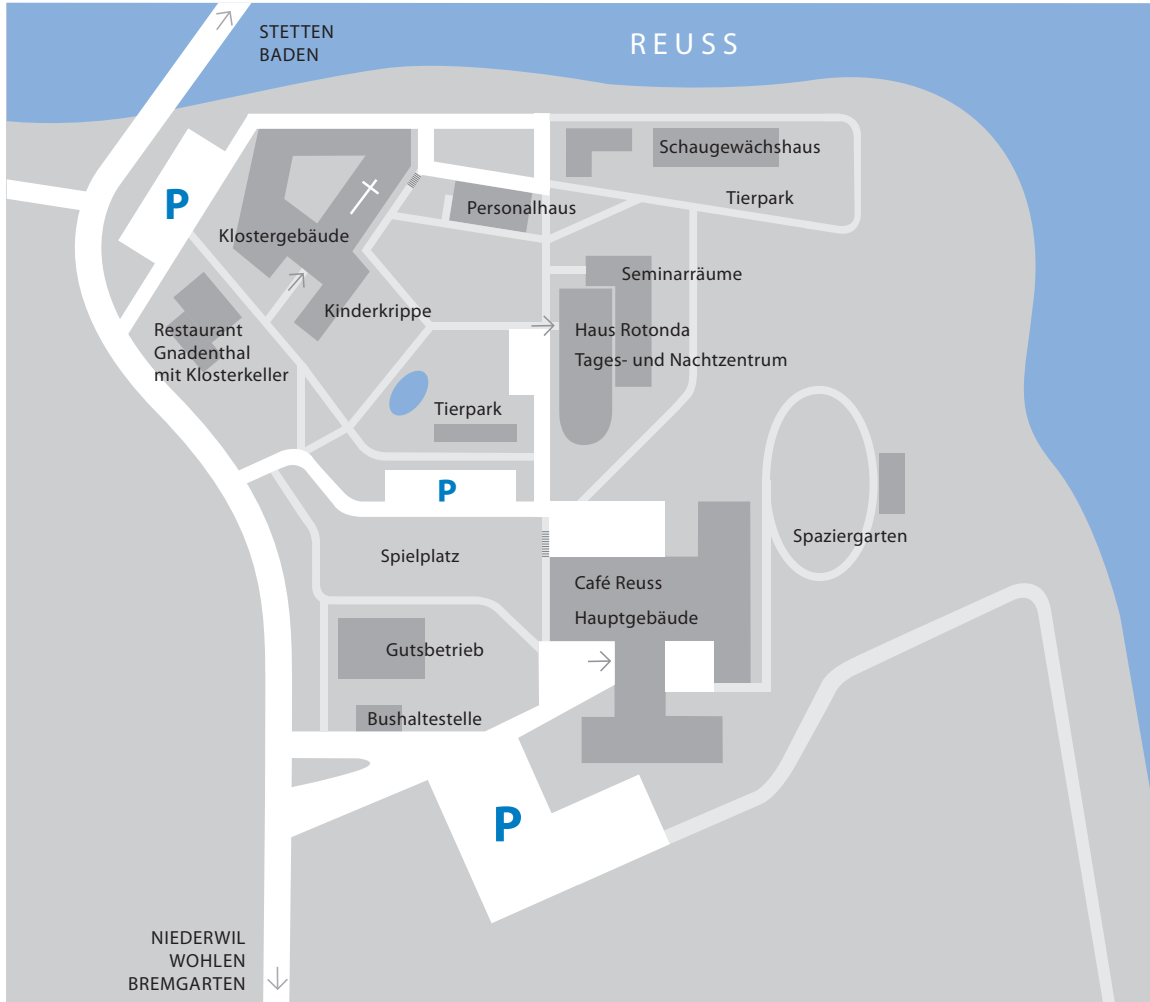 STETTEN
BADEN
REUSS
Schaugewächshaus
P
Tierpark
Personalhaus
Klostergebäude
Seminarräume
Kinderkrippe
Restaurant
Gnadenthal
mit Klosterkeller
Haus Rotonda
Tages- und Nachtzentrum
Tierpark
P
Spielplatz
Spaziergarten
Café Reuss
Hauptgebäude
Gutsbetrieb
Bushaltestelle
P
NIEDERWIL
WOHLEN
BREMGARTEN